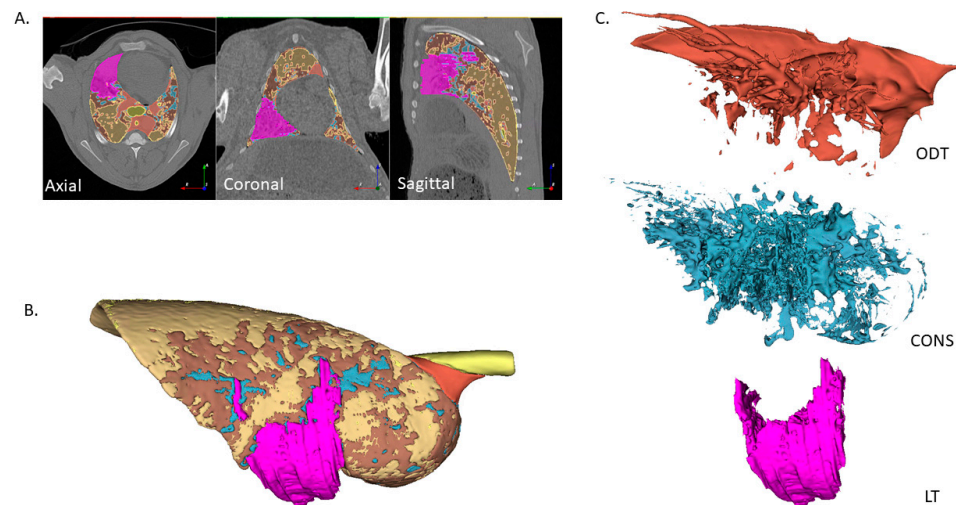 A.
C.
Axial
Coronal
Sagittal
ODT
B.
CONS
LT